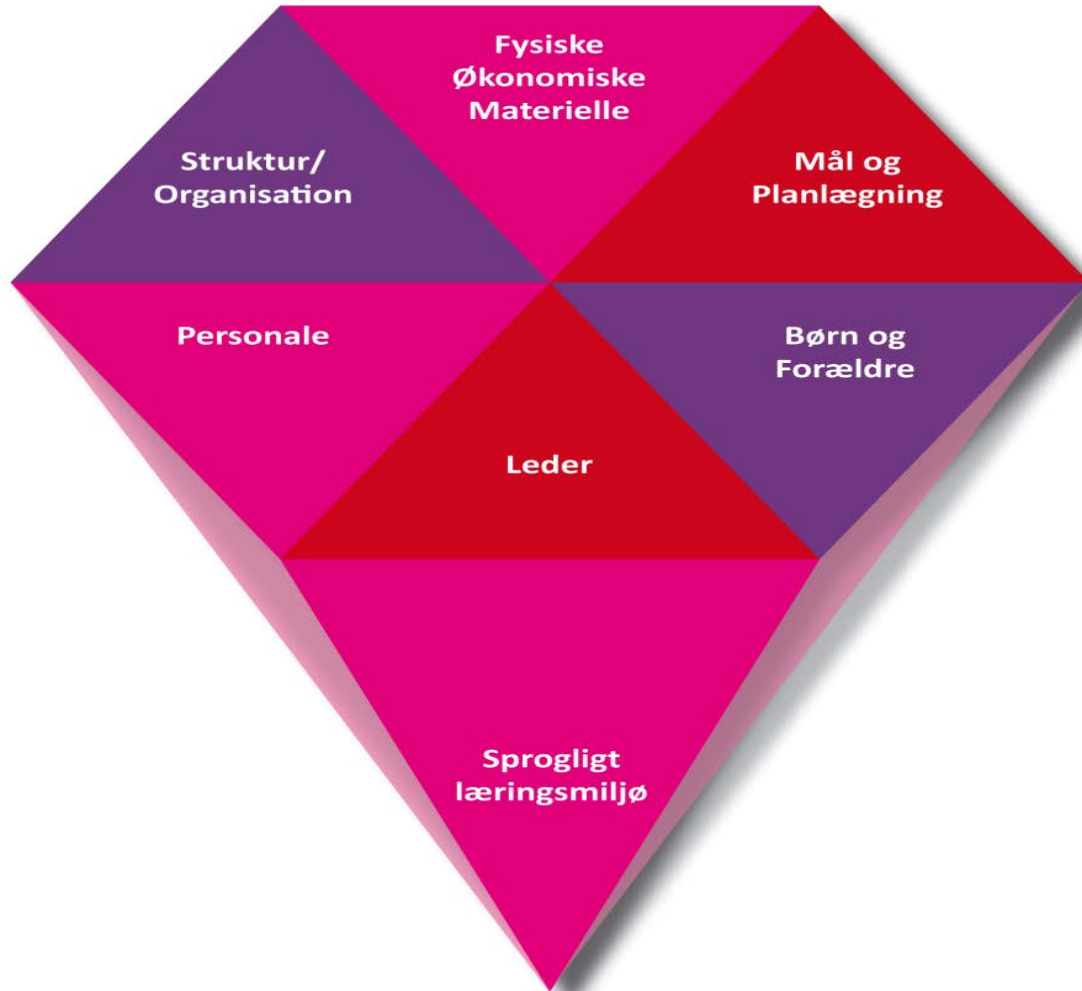 Fysiske
Økonomiske
Materielle
Struktur/
Organisation
Mål og
Planlægning
Personale
Børn og
Forældre
Leder
Sprogligt
læringsmiljø